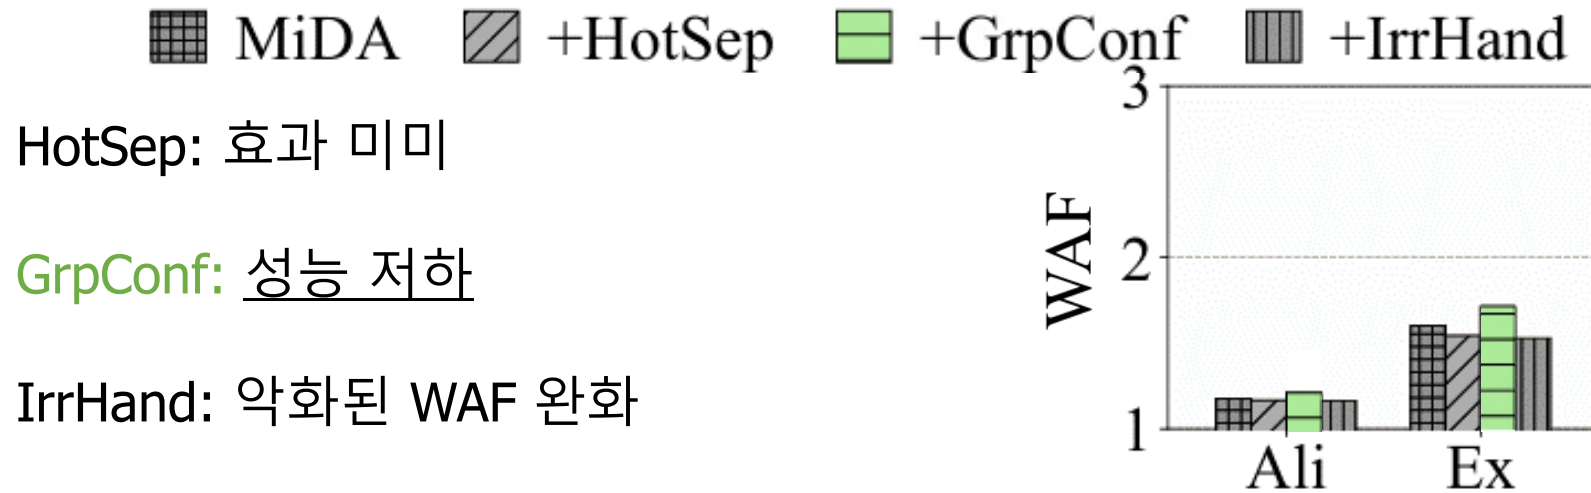 MiDA +HotSep +GrpConf +IrrHand
HotSep: 효과 미미
GrpConf: 성능 저하
IrrHand: 악화된 WAF 완화
WAF
3
2
1
Ali Ex